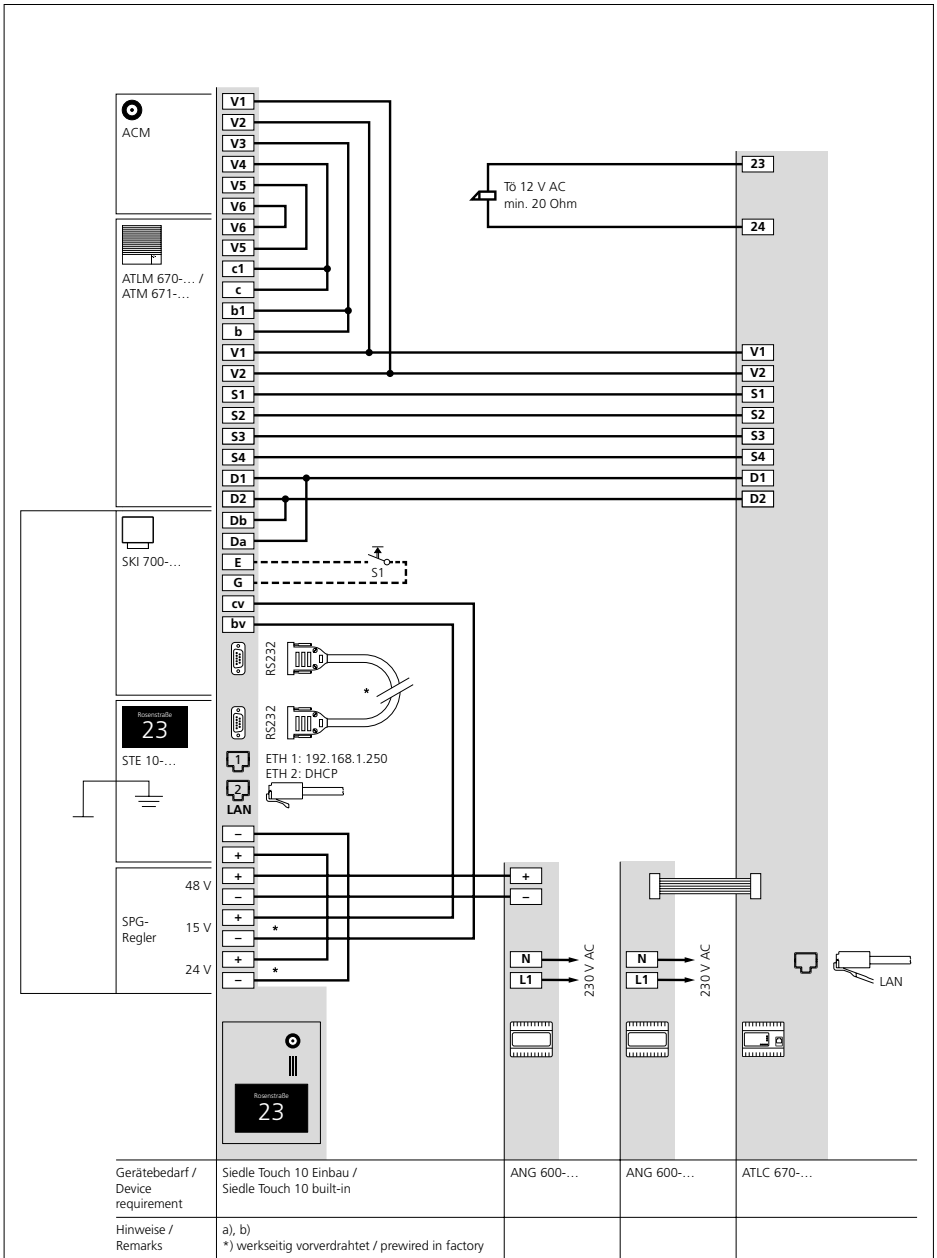 ACM
V1
V2
V3
V4
V5
V6
V6
V5
c1
c
b1
b
V1
V2
S1
S2
S3
S4
D1
D2
Db
Da
E
G
cv
bv
ATLM 670-… /
ATM 671-…
SKI 700-…
S1
RS232
*
RS232
Rosenstraße
23
STE 10-…
1
2
LAN
ETH 1: 192.168.1.250
ETH 2: DHCP
–
+
+
–
+
–
+
–
SPG-
Regler
48 V
15 V
24 V
*
*
Tö 12 V AC
min. 20 Ohm
23
24
V1
V2
S1
S2
S3
S4
D1
D2
+
–
N
L1
230 V AC
N
L1
230 V AC
LAN
Rosenstraße
23
Gerätebedarf /
Device
requirement
Siedle Touch 10 Einbau /
Siedle Touch 10 built-in
ANG 600-…
ANG 600-…
ATLC 670-…
Hinweise /
Remarks
a), b)
*) werkseitig vorverdrahtet / prewired in factory